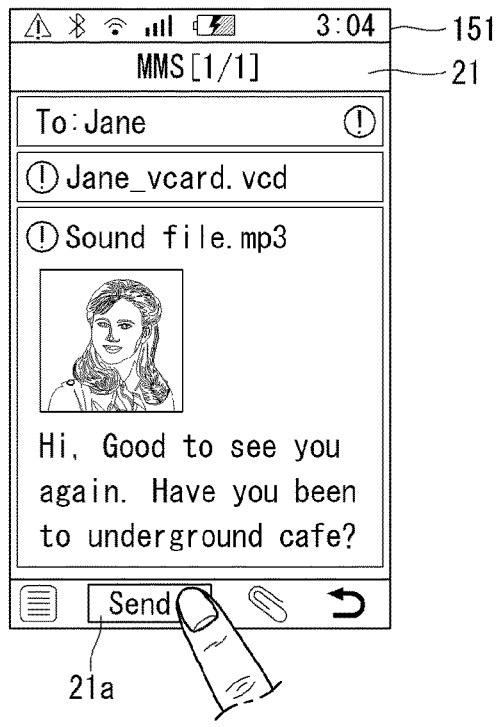 3:04
151
MMS[1/1]
21
To:Jane
Jane_vcard.vcd
Sound file.mp3
Hi, Good to see you
again. Have you been
to underground cafe?
Send
21a